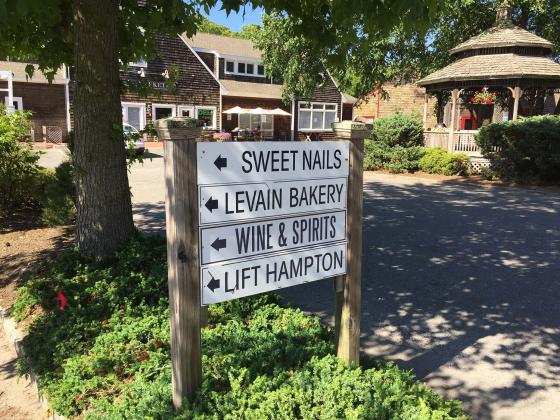 ← SWEET NAILS
← LEVAIN BAKERY
← WINE & SPIRITS
← LIFT HAMPTON